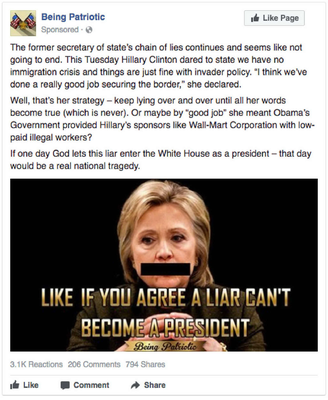 Being Patriotic
Like Page
Sponsored ·
The former secretary of state's chain of lies continues and seems like not
going to end. This Tuesday Hillary Clinton dared to state we have no
immigration crisis and things are just fine with invader policy. "I think we've
done a really good job securing the border," she declared.
Well, that's her strategy – keep lying over and over until all her words
become true (which is never). Or maybe by "good job" she meant Obama's
Government provided Hillary's sponsors like Wall-Mart Corporation with low-
paid illegal workers?
If one day God lets this liar enter the White House as a president – that day
would be a real national tragedy.
LIKE IF YOU AGREE A LIAR CAN'T
BECOME A PRESIDENT
Being Patriotic
3.1K Reactions 206 Comments 794 Shares
Like Comment Share